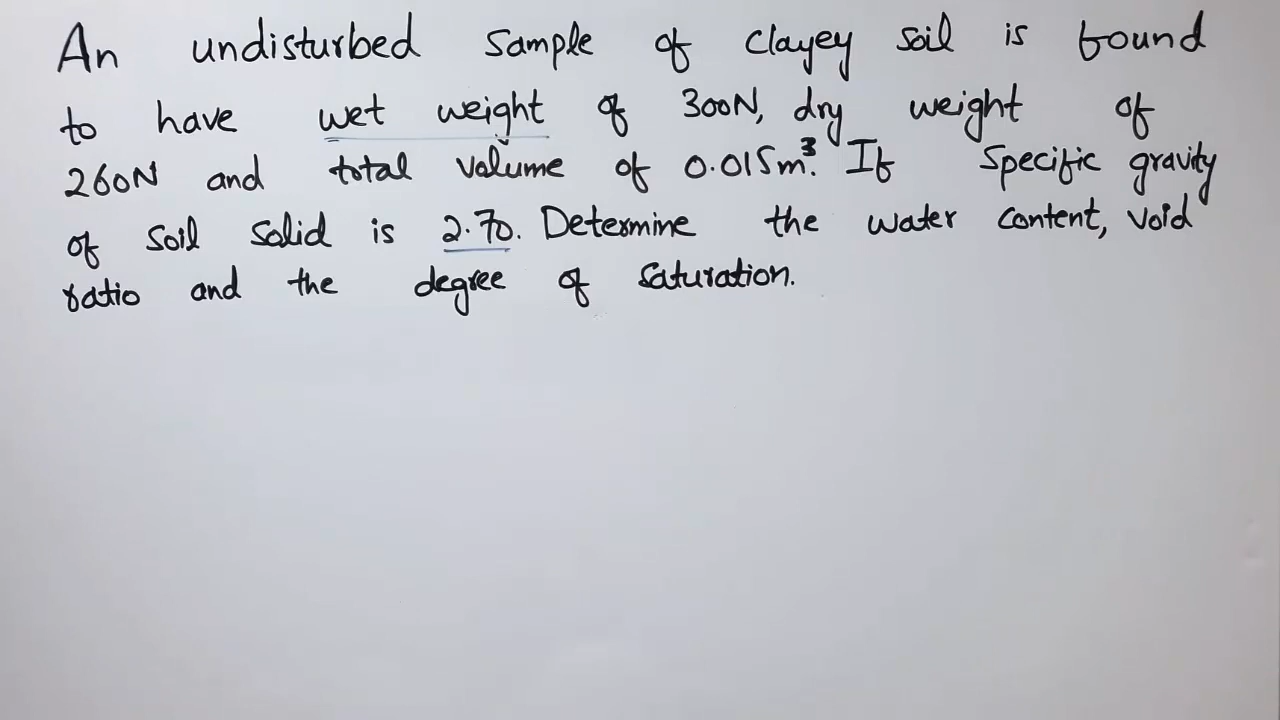 An undisturbed sample of clayey soil is found
to have wet weight of 300N, dry weight of
260N and total volume of 0.015m³. If specific gravity
of soil solid is 2.70. Determine the water content, void
ratio and the degree of saturation.